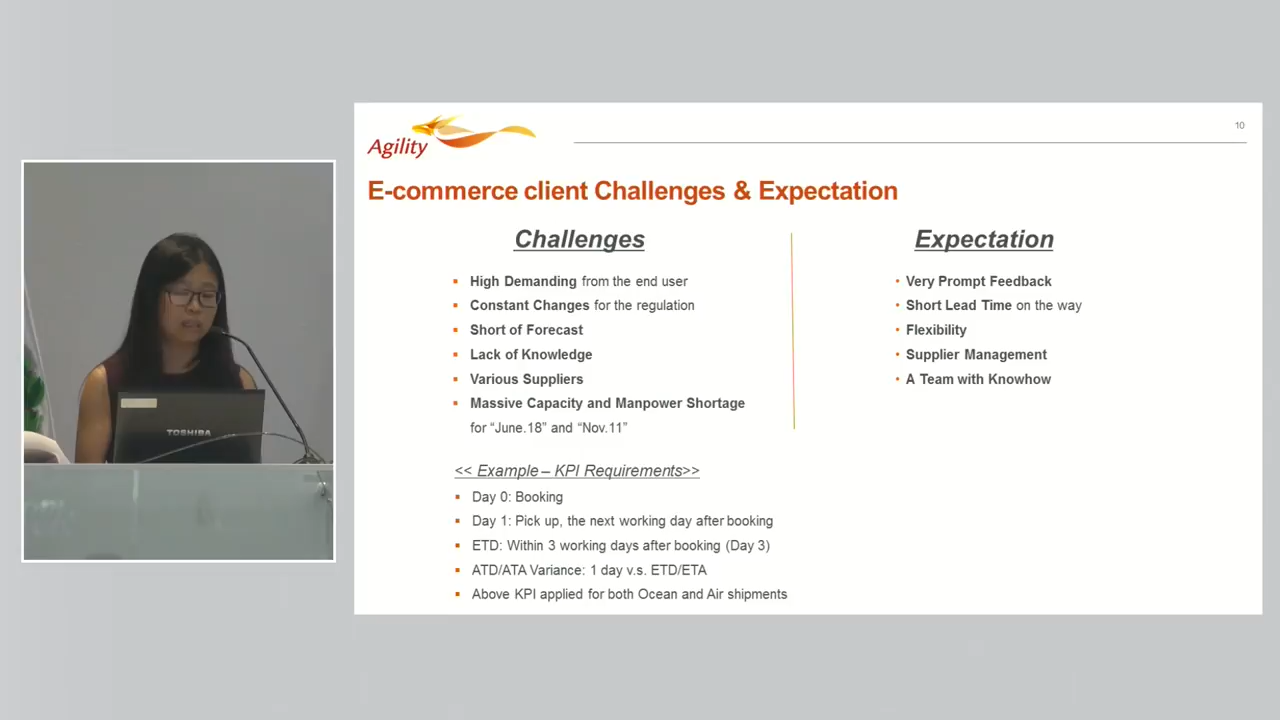 Agility
10
E-commerce client Challenges & Expectation
Challenges
▪ High Demanding from the end user
▪ Constant Changes for the regulation
▪ Short of Forecast
▪ Lack of Knowledge
▪ Various Suppliers
▪ Massive Capacity and Manpower Shortage
for “June.18” and “Nov.11”
<< Example – KPI Requirements>>
▪ Day 0: Booking
▪ Day 1: Pick up, the next working day after booking
▪ ETD: Within 3 working days after booking (Day 3)
▪ ATD/ATA Variance: 1 day v.s. ETD/ETA
▪ Above KPI applied for both Ocean and Air shipments
Expectation
• Very Prompt Feedback
• Short Lead Time on the way
• Flexibility
• Supplier Management
• A Team with Knowhow
TOSHIBA